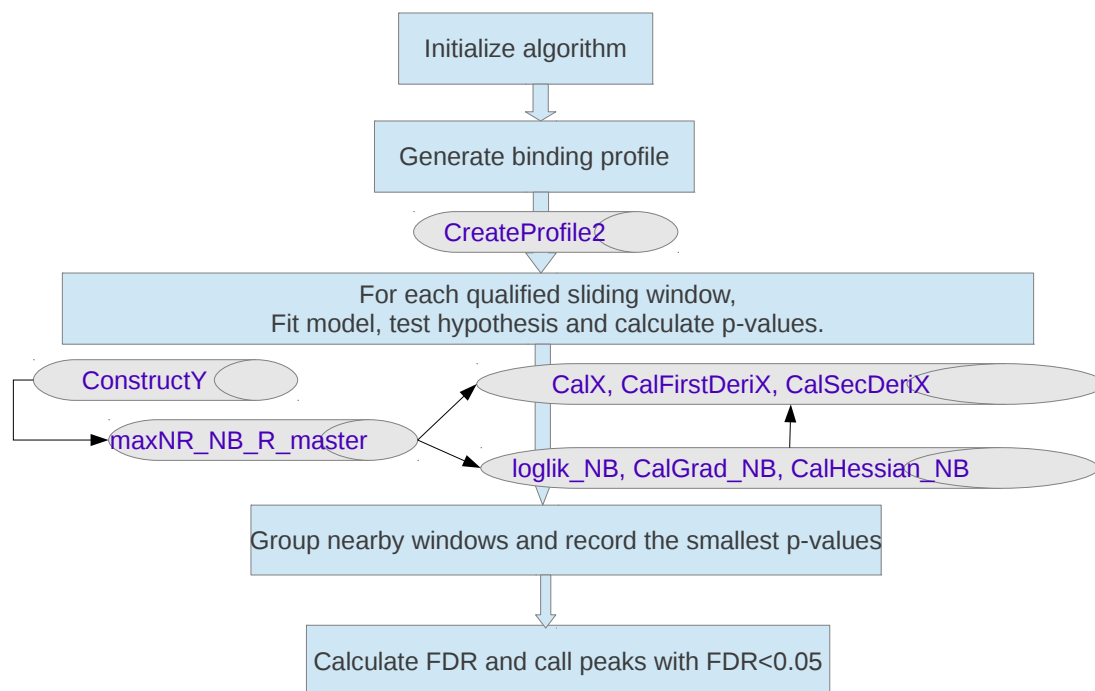 Initialize algorithm
Generate binding profile
CreateProfile2
For each qualified sliding window,
Fit model, test hypothesis and calculate p-values.
ConstructY
CalX, CalFirstDeriX, CalSecDeriX
maxNR_NB_R_master
loglik_NB, CalGrad_NB, CalHessian_NB
Group nearby windows and record the smallest p-values
Calculate FDR and call peaks with FDR<0.05